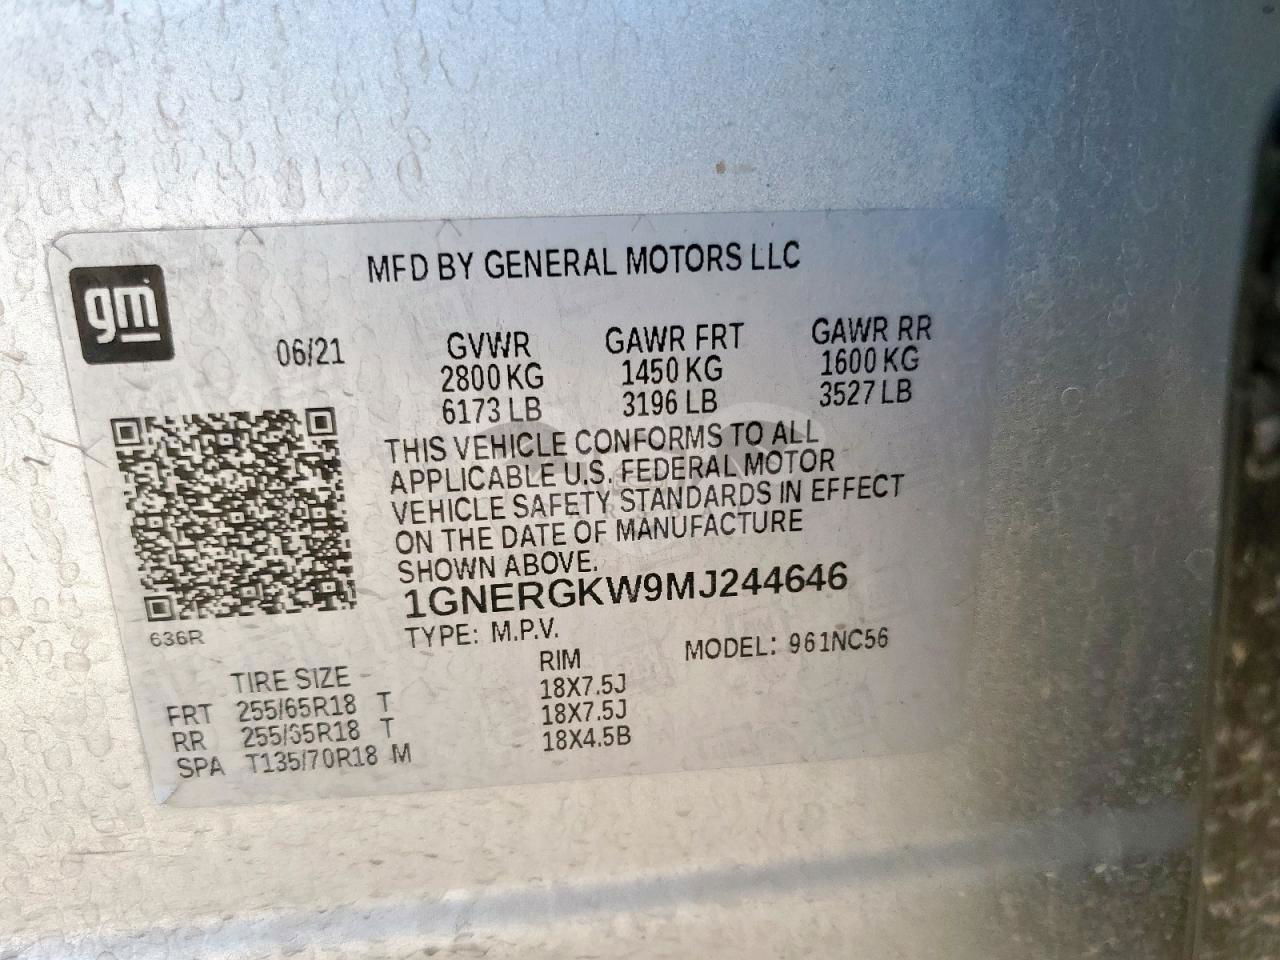 gm
MFD BY GENERAL MOTORS LLC
06/21 GVWR GAWR FRT GAWR RR
2800 KG 1450 KG 1600 KG
6173 LB 3196 LB 3527 LB
THIS VEHICLE CONFORMS TO ALL
APPLICABLE U.S. FEDERAL MOTOR
VEHICLE SAFETY STANDARDS IN EFFECT
ON THE DATE OF MANUFACTURE
SHOWN ABOVE.
1GNERGKW9MJ244646
636R
TYPE: M.P.V. MODEL: 961NC56
TIRE SIZE RIM
FRT 255/65R18 T 18X7.5J
RR 255/65R18 T 18X7.5J
SPA T135/70R18 M 18X4.5B